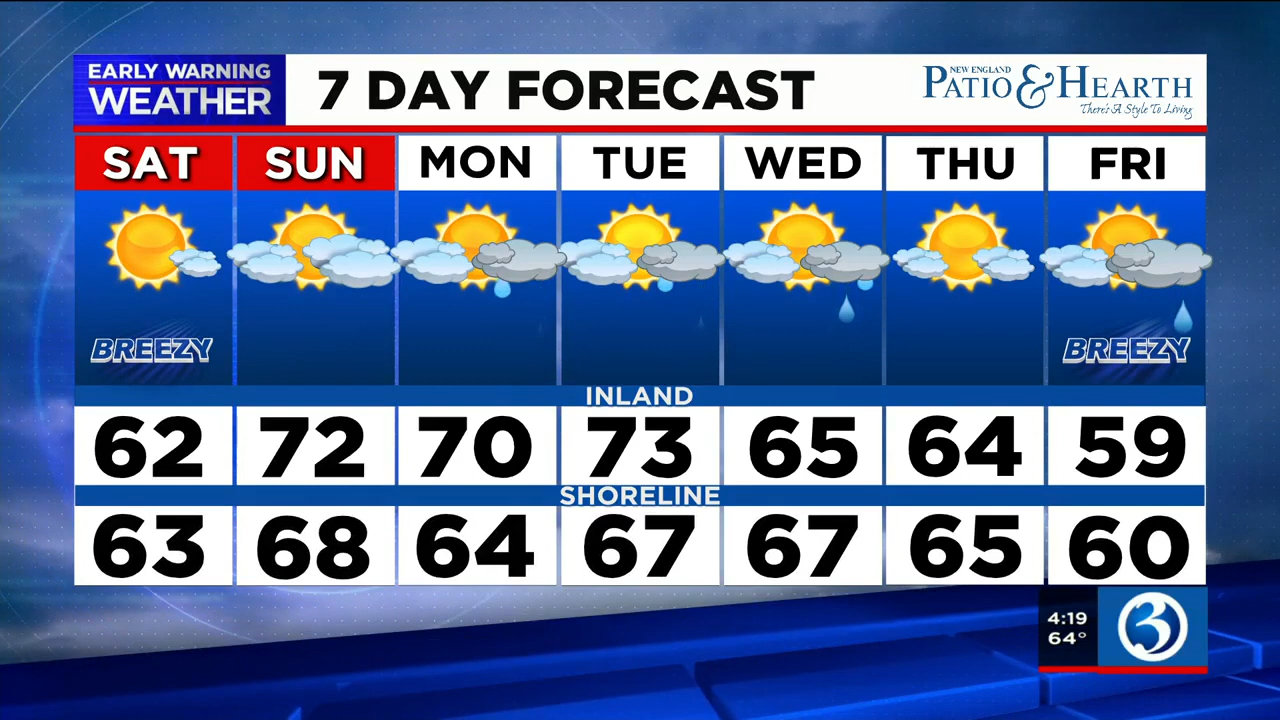 EARLY WARNING
WEATHER
7 DAY FORECAST
NEW ENGLAND
PATIO & HEARTH
There's A Style To Living
SAT SUN MON TUE WED THU FRI
BREEZY BREEZY
INLAND
62 72 70 73 65 64 59
SHORELINE
63 68 64 67 67 65 60
4:19
64°
3